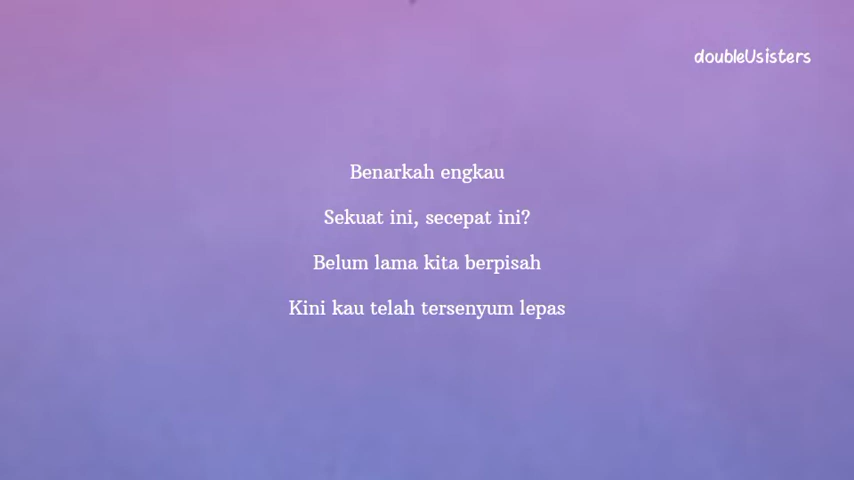 doubleUsisters
Benarkah engkau
Sekuat ini, secepat ini?
Belum lama kita berpisah
Kini kau telah tersenyum lepas